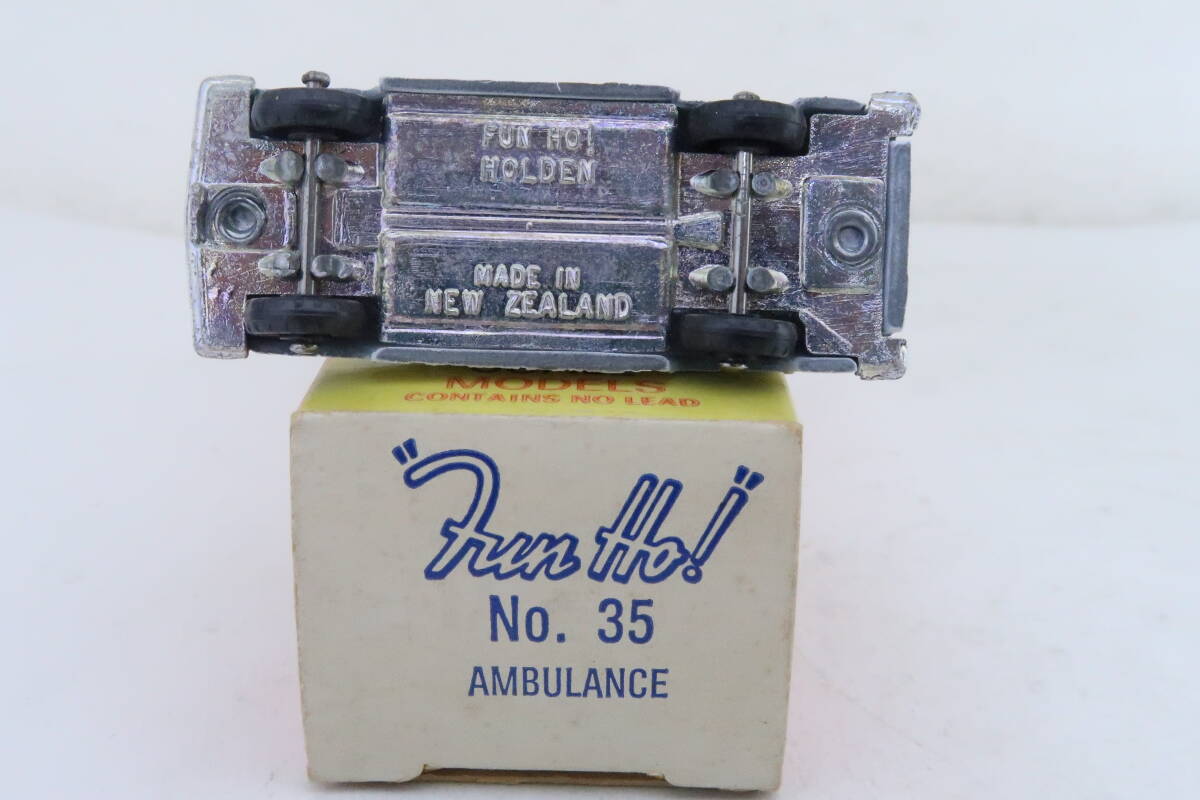 FUN HO!
HOLDEN
MADE IN
NEW ZEALAND
MODELS
CONTAINS NO LEAD
"Fun Ho!"
No. 35
AMBULANCE